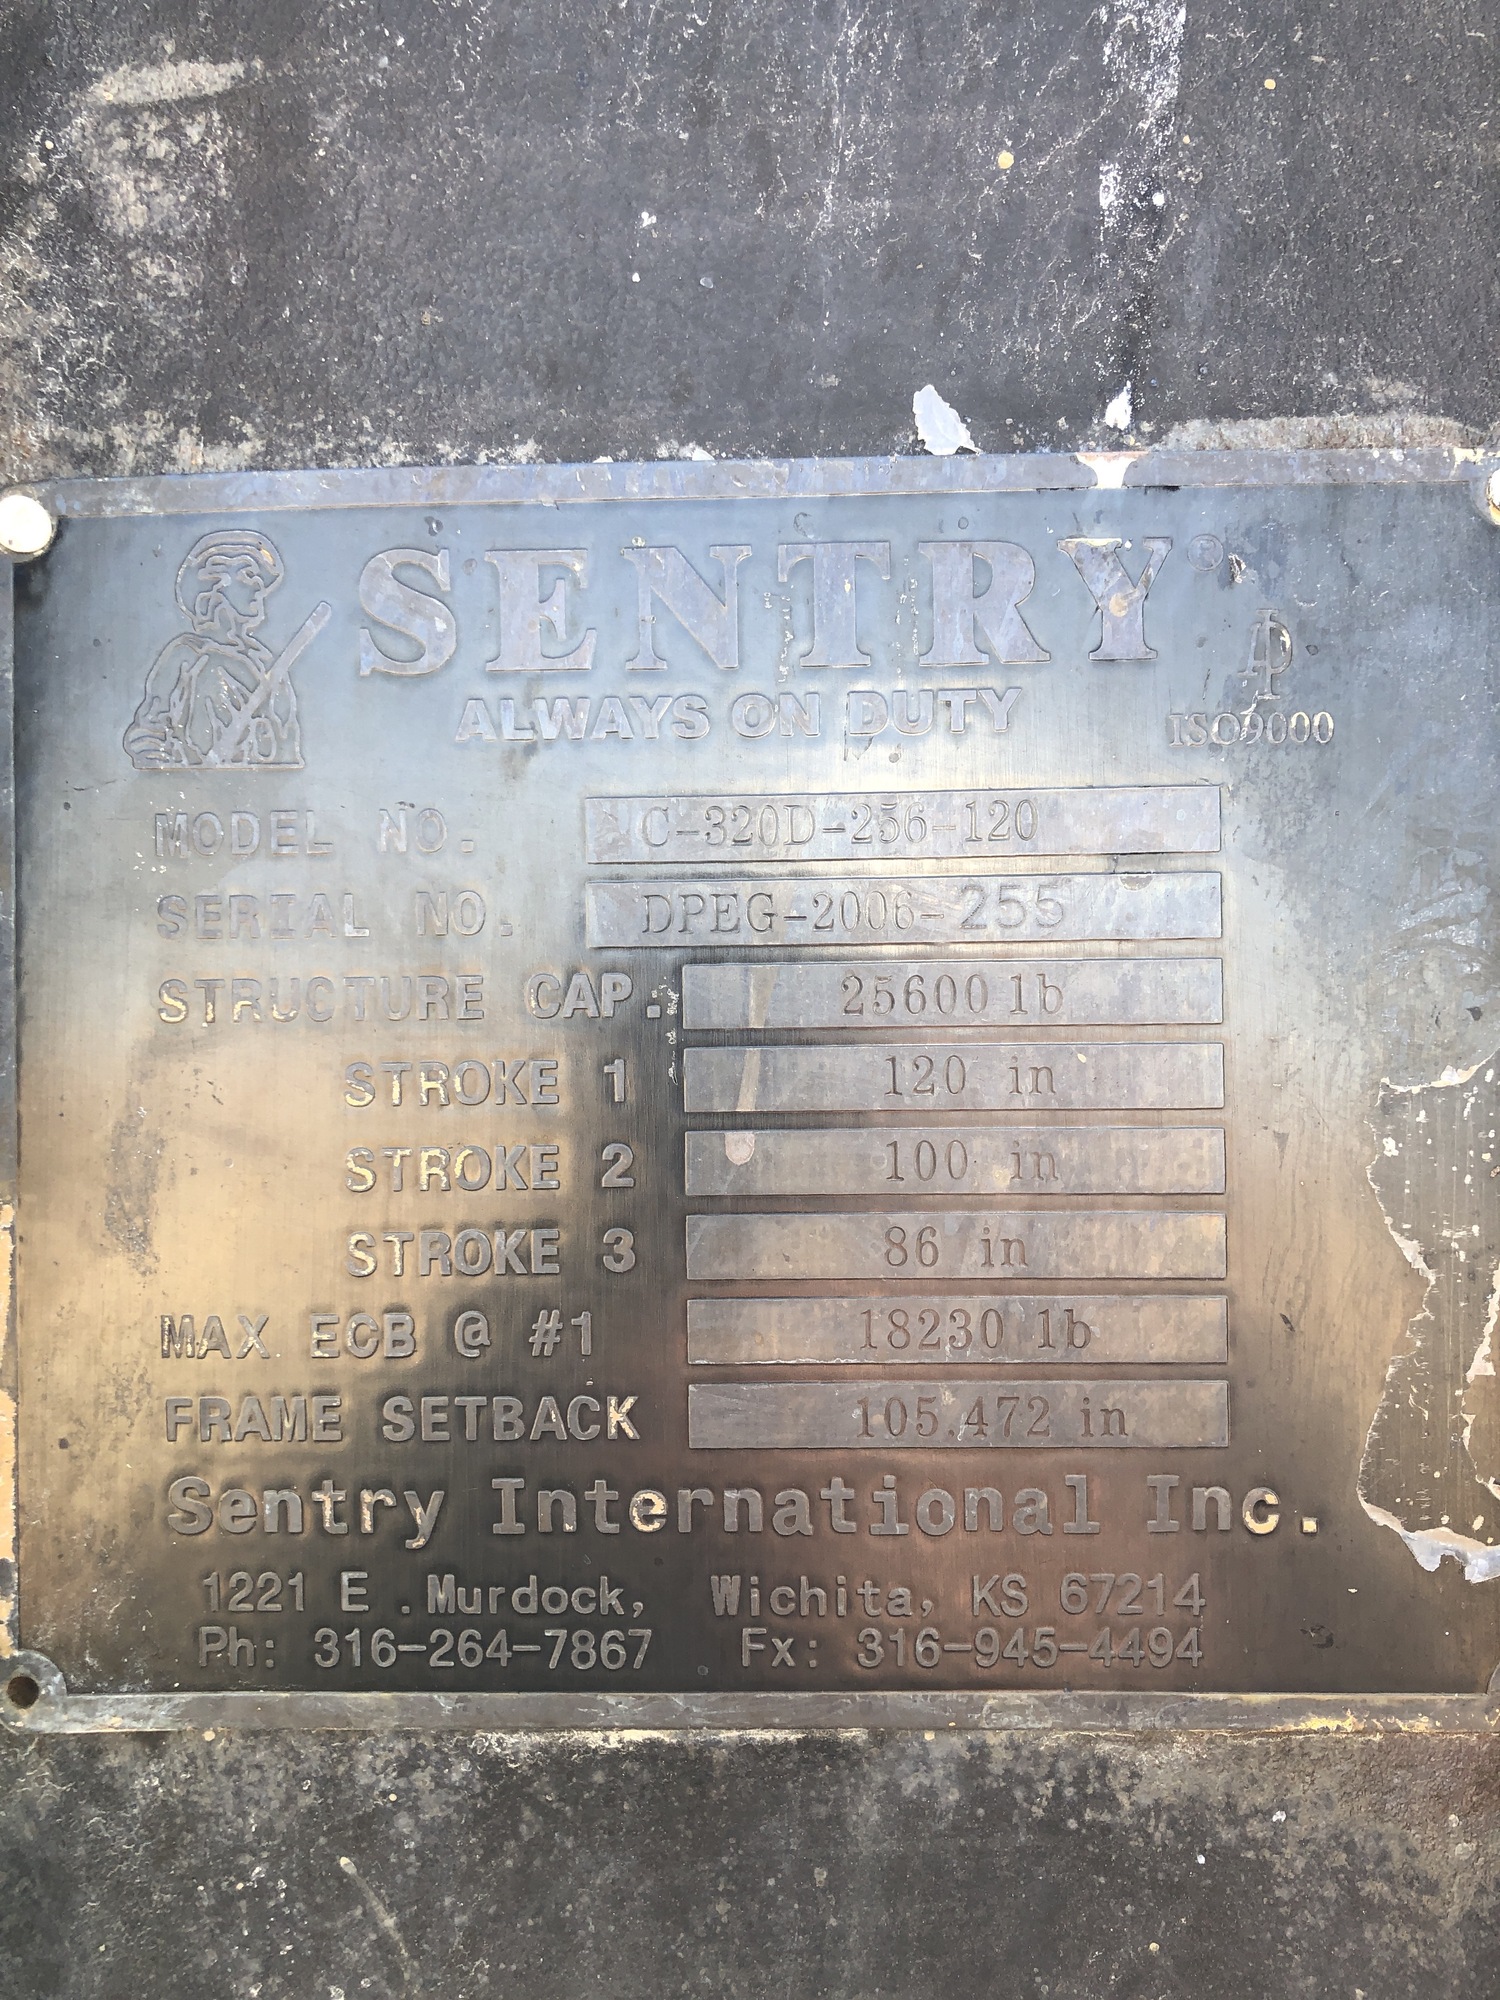 SENTRY®
ALWAYS ON DUTY
API
ISO9000
MODEL NO. C-320D-256-120
SERIAL NO. DPEG-2006-255
STRUCTURE CAP. 25600 lb
STROKE 1 120 in
STROKE 2 100 in
STROKE 3 86 in
MAX ECB @ #1 18230 lb
FRAME SETBACK 105.472 in
Sentry International Inc.
1221 E .Murdock, Wichita, KS 67214
Ph: 316-264-7867 Fx: 316-945-4494